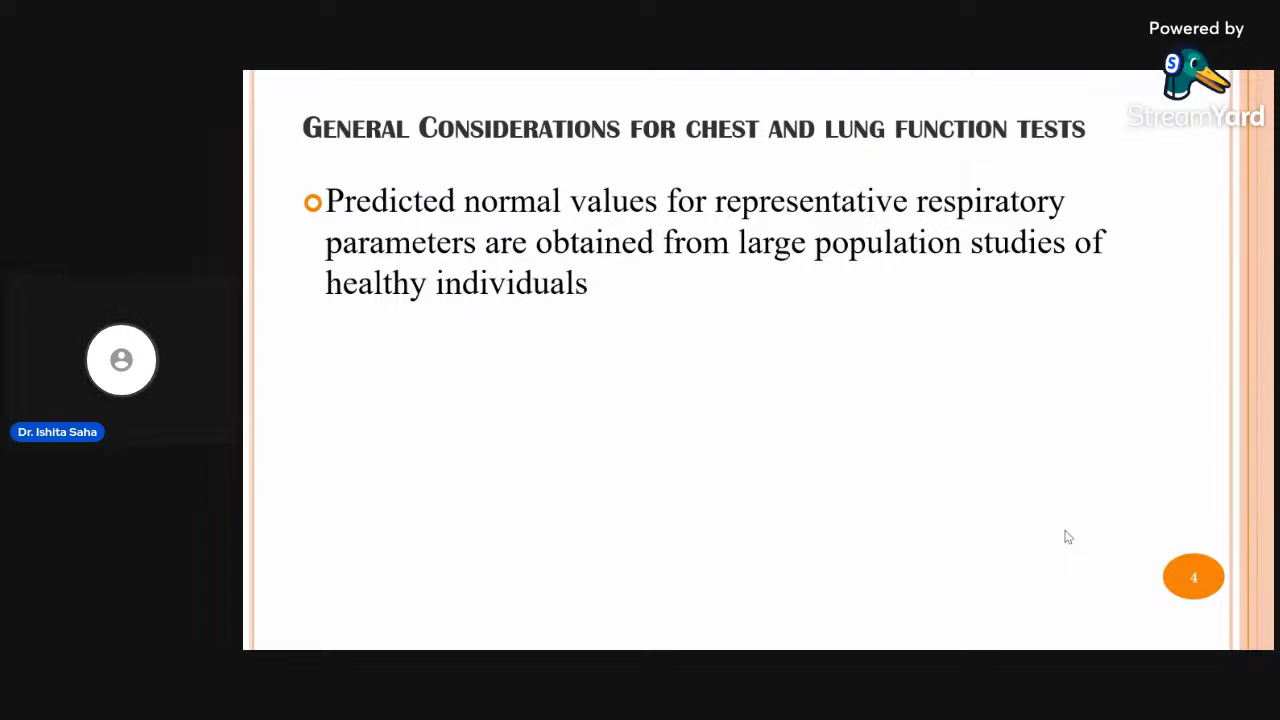 Powered by
S
StreamYard
GENERAL CONSIDERATIONS FOR CHEST AND LUNG FUNCTION TESTS
Predicted normal values for representative respiratory
parameters are obtained from large population studies of
healthy individuals
Dr. Ishita Saha
4